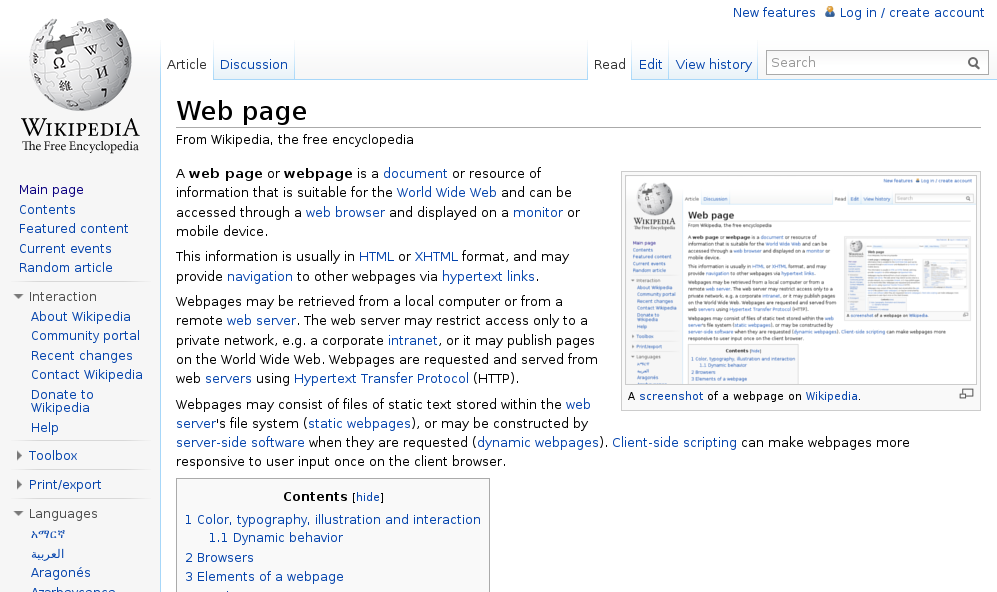 New features Log in / create account
Article Discussion Read Edit View history Search
WIKIPEDIA
The Free Encyclopedia
Main page
Contents
Featured content
Current events
Random article
Interaction
About Wikipedia
Community portal
Recent changes
Contact Wikipedia
Donate to
Wikipedia
Help
Toolbox
Print/export
Languages
አማርኛ
العربية
Aragonés
Web page
From Wikipedia, the free encyclopedia
A web page or webpage is a document or resource of
information that is suitable for the World Wide Web and can be
accessed through a web browser and displayed on a monitor or
mobile device.
This information is usually in HTML or XHTML format, and may
provide navigation to other webpages via hypertext links.
Webpages may be retrieved from a local computer or from a
remote web server. The web server may restrict access only to a
private network, e.g. a corporate intranet, or it may publish pages
on the World Wide Web. Webpages are requested and served from
web servers using Hypertext Transfer Protocol (HTTP).
Webpages may consist of files of static text stored within the web
server's file system (static webpages), or may be constructed by
server-side software when they are requested (dynamic webpages). Client-side scripting can make webpages more
responsive to user input once on the client browser.
A screenshot of a webpage on Wikipedia.
Contents [hide]
1 Color, typography, illustration and interaction
1.1 Dynamic behavior
2 Browsers
3 Elements of a webpage